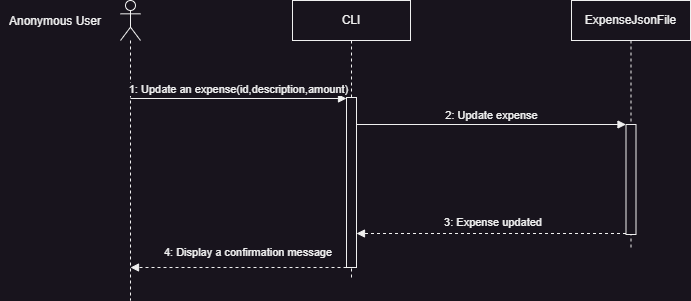 Anonymous User
CLI
ExpenseJsonFile
1: Update an expense(id,description,amount)
2: Update expense
3: Expense updated
4: Display a confirmation message